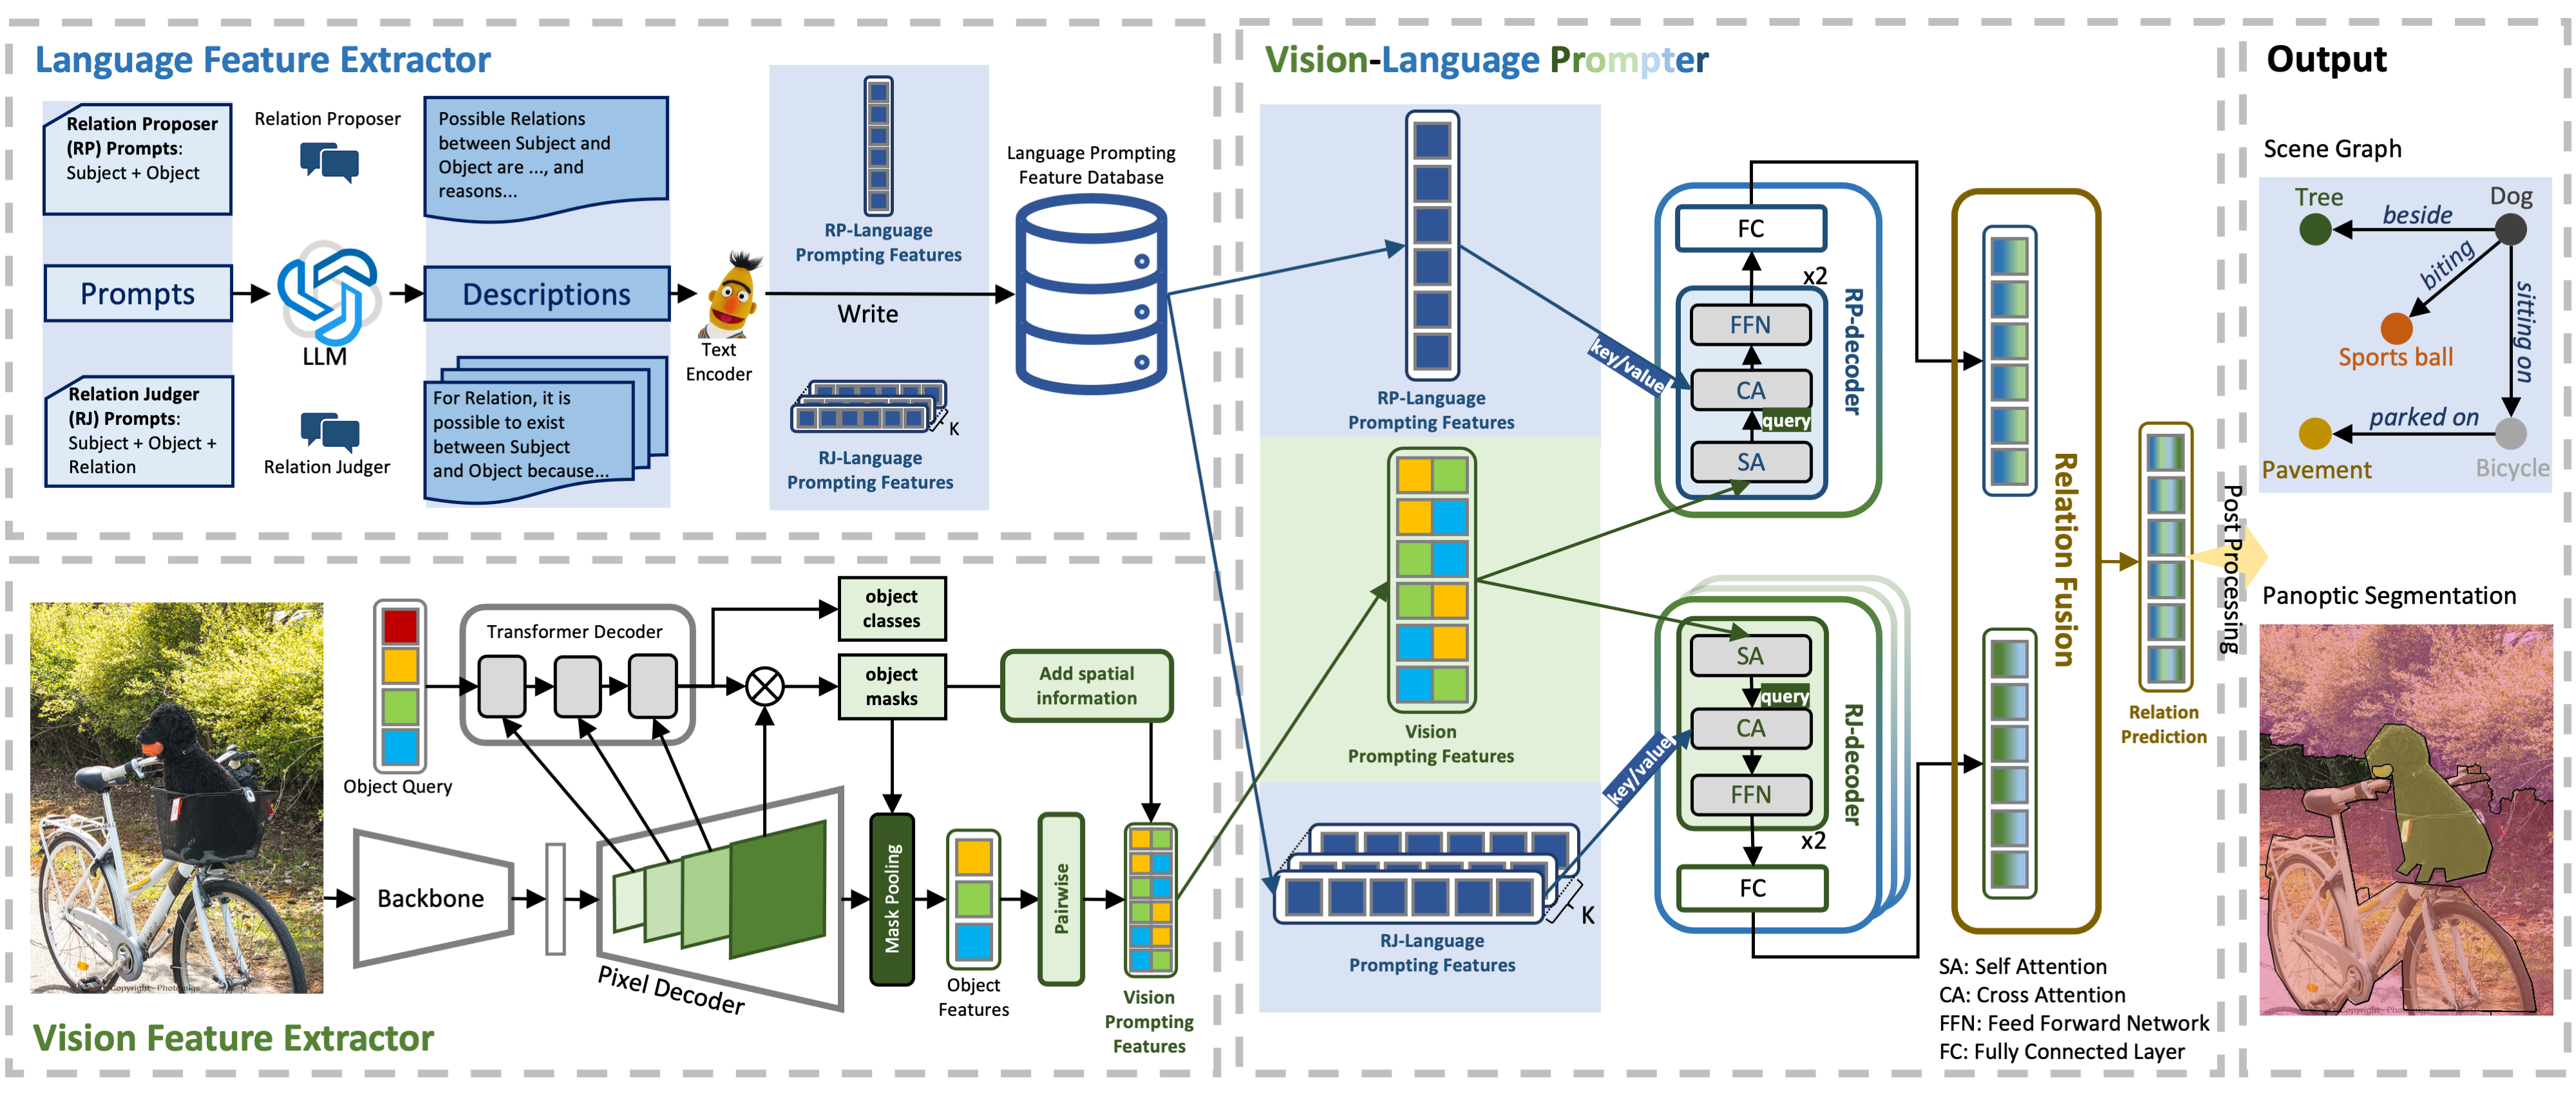 Language Feature Extractor
Relation Proposer
(RP) Prompts:
Subject + Object
Relation Proposer
Possible Relations
between Subject and
Object are ..., and
reasons...
Prompts
LLM
Descriptions
Text
Encoder
Relation Judger
(RJ) Prompts:
Subject + Object +
Relation
Relation Judger
For Relation, it is
possible to exist
between Subject
and Object because...
RP-Language
Prompting Features
Write
K
RJ-Language
Prompting Features
Language Prompting
Feature Database
Vision Feature Extractor
Object Query
Transformer Decoder
object
classes
object
masks
Add spatial
information
Backbone
Pixel Decoder
Mask Pooling
Object
Features
Pairwise
Vision
Prompting
Features
Copyright - Photominqs
Vision-Language Prompter
RP-Language
Prompting Features
Vision
Prompting Features
K
RJ-Language
Prompting Features
key/value
FC
x2
FFN
CA
query
SA
RP-decoder
key/value
SA
query
CA
FFN
x2
FC
RJ-decoder
Relation Fusion
Relation
Prediction
SA: Self Attention
CA: Cross Attention
FFN: Feed Forward Network
FC: Fully Connected Layer
Post Processing
Output
Scene Graph
Tree
Dog
beside
biting
sitting on
Sports ball
parked on
Pavement
Bicycle
Panoptic Segmentation